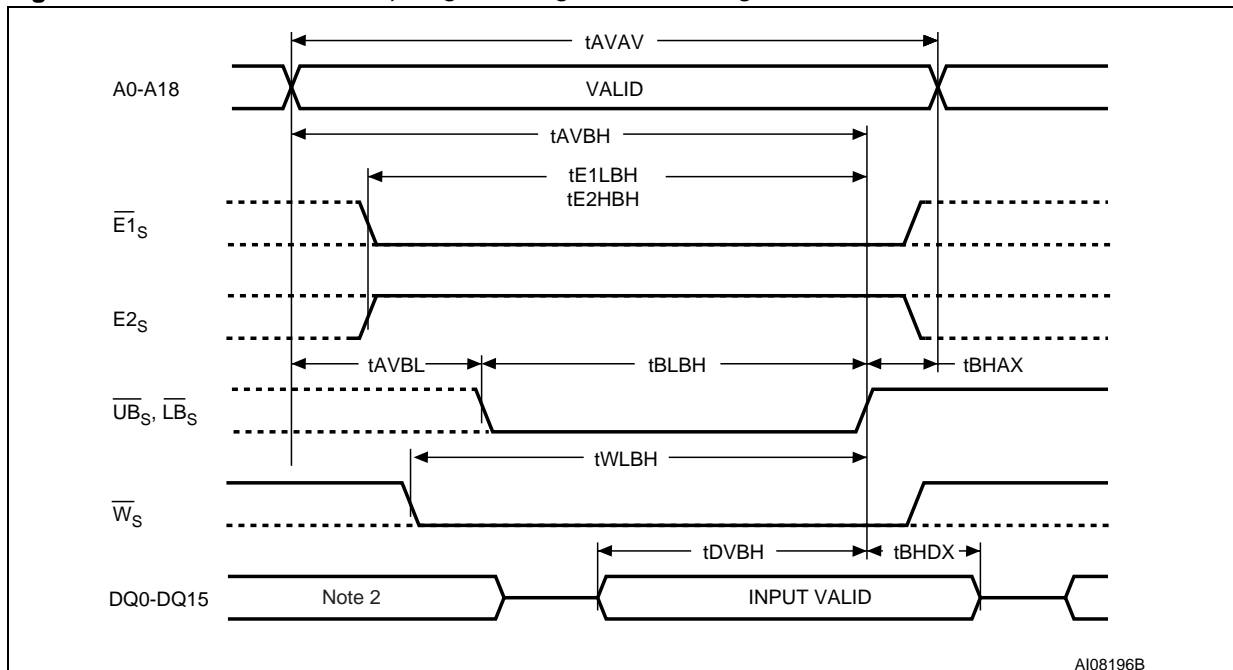 tAVAV
A0-A18
VALID
tAVBH
tE1LBH
tE2HBH
E1S
E2S
tAVBL
tBLBH
tBHAX
UBS, LBS
tWLBH
WS
tDVBH
tBHDX
DQ0-DQ15
Note 2
INPUT VALID
AI08196B